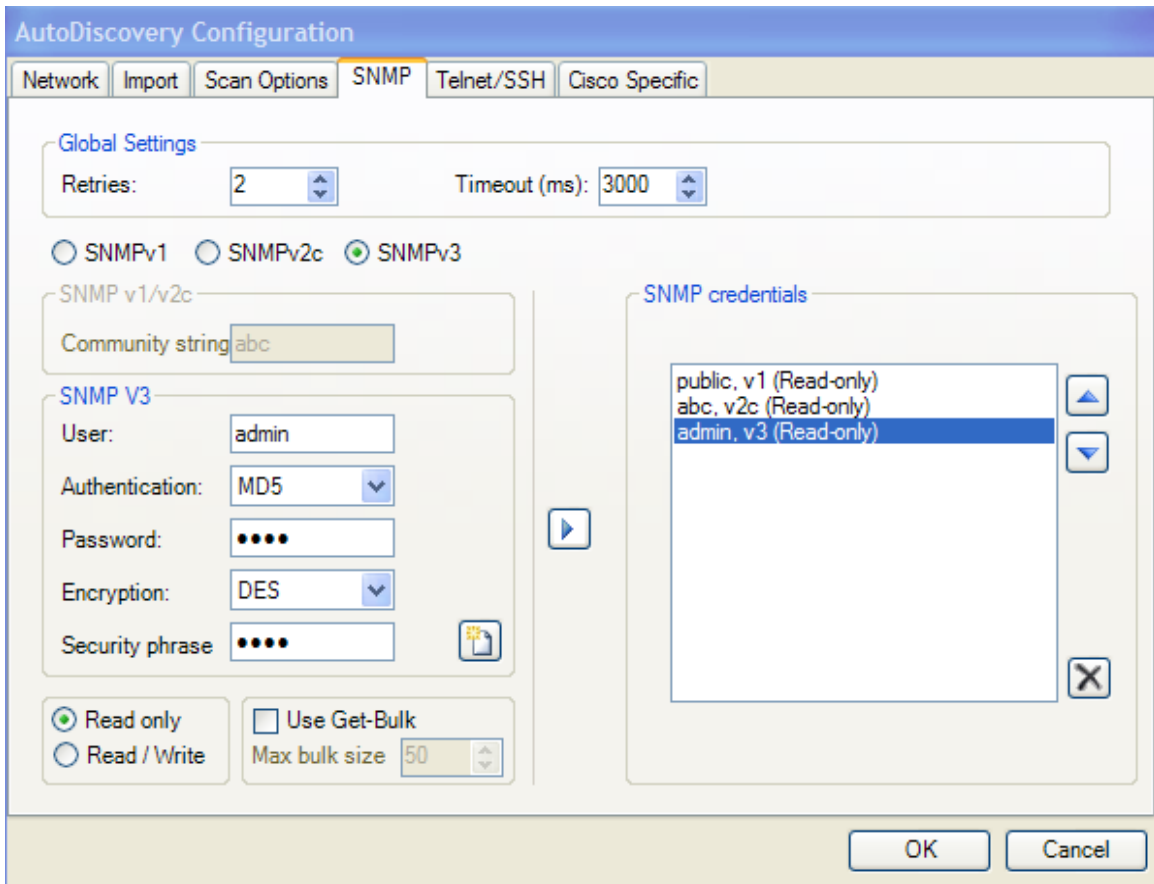 AutoDiscovery Configuration
Network Import Scan Options SNMP Telnet/SSH Cisco Specific
Global Settings
Retries: 2 Timeout (ms): 3000
SNMPv1 SNMPv2c SNMPv3
SNMP v1/v2c
Community string abc
SNMP V3
User: admin
Authentication: MD5
Password: ••••
Encryption: DES
Security phrase ••••
Read only
Read / Write
Use Get-Bulk
Max bulk size 50
SNMP credentials
public, v1 (Read-only)
abc, v2c (Read-only)
admin, v3 (Read-only)
OK Cancel